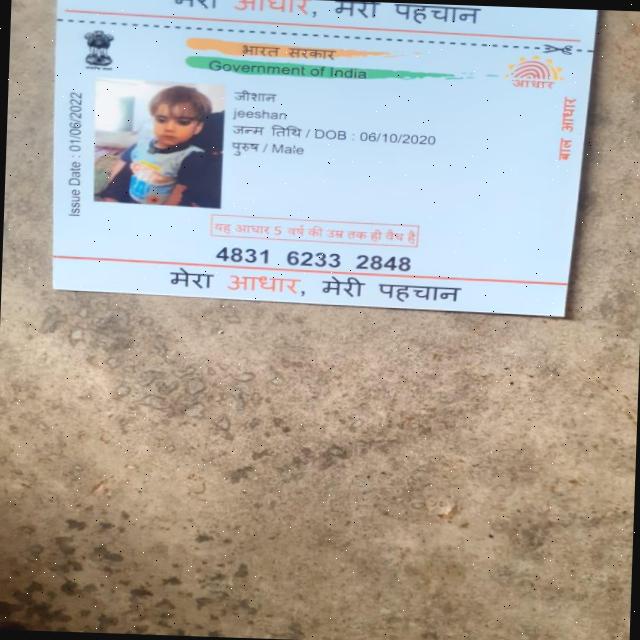 मेरा आधार, मेरी पहचान
भारत सरकार
Government of India
आधार
Issue Date : 01/06/2022
जीशान
jeeshan
जन्म तिथि / DOB : 06/10/2020
पुरुष / Male
बाल आधार
यह आधार 5 वर्ष की उम्र तक ही वैध है
4831 6233 2848
मेरा आधार, मेरी पहचान